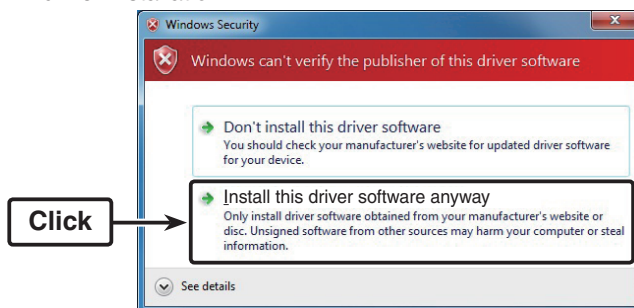 Windows Security
Windows can't verify the publisher of this driver software
Don't install this driver software
You should check your manufacturer's website for updated driver software
for your device.
Install this driver software anyway
Click
Only install driver software obtained from your manufacturer's website or
disc. Unsigned software from other sources may harm your computer or steal
information.
See details